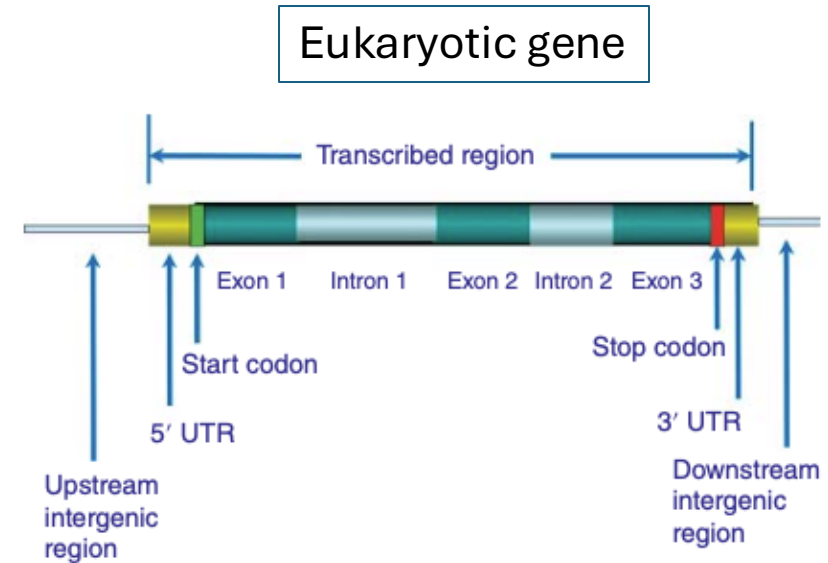 Eukaryotic gene
Transcribed region
Exon 1 Intron 1 Exon 2 Intron 2 Exon 3
Start codon
Stop codon
5′ UTR
3′ UTR
Upstream
intergenic
region
Downstream
intergenic
region